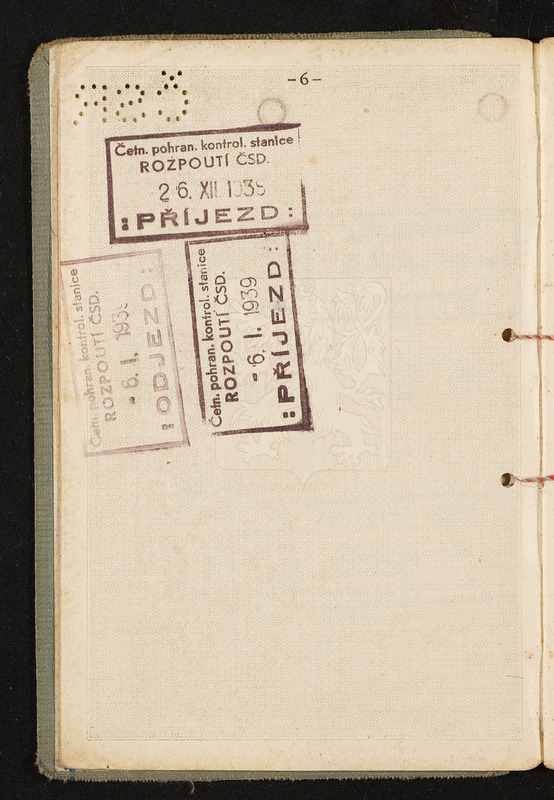 ČSR
-6-
Četn. pohran. kontrol. stanice
ROZPOUTÍ ČSD.
26. XII
:PŘÍJEZD:
Četn. pohran. kontrol. stanice
ROZPOUTÍ ČSD.
- 6. I.
:ODJEZD:
Četn. pohran. kontrol. stanice
ROZPOUTÍ ČSD.
- 6. I. 1939
:PŘÍJEZD: